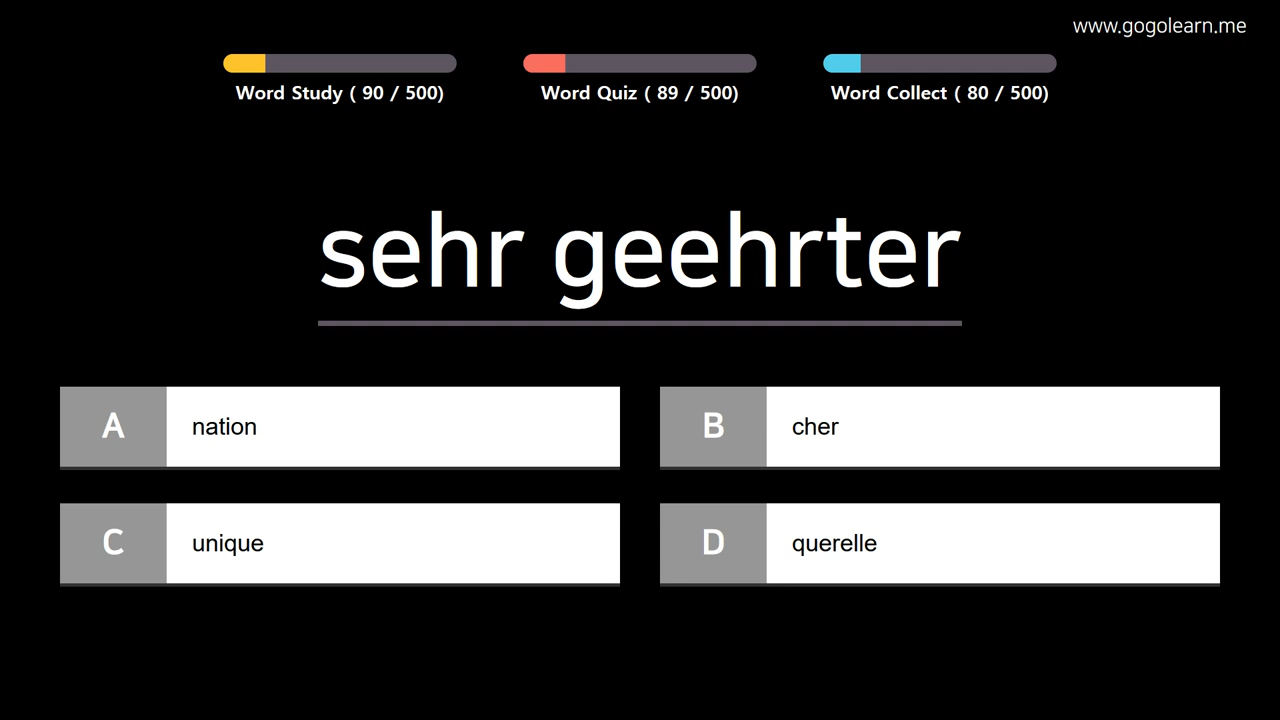 www.gogolearn.me
Word Study ( 90 / 500)
Word Quiz ( 89 / 500)
Word Collect ( 80 / 500)
sehr geehrter
A nation
B cher
C unique
D querelle